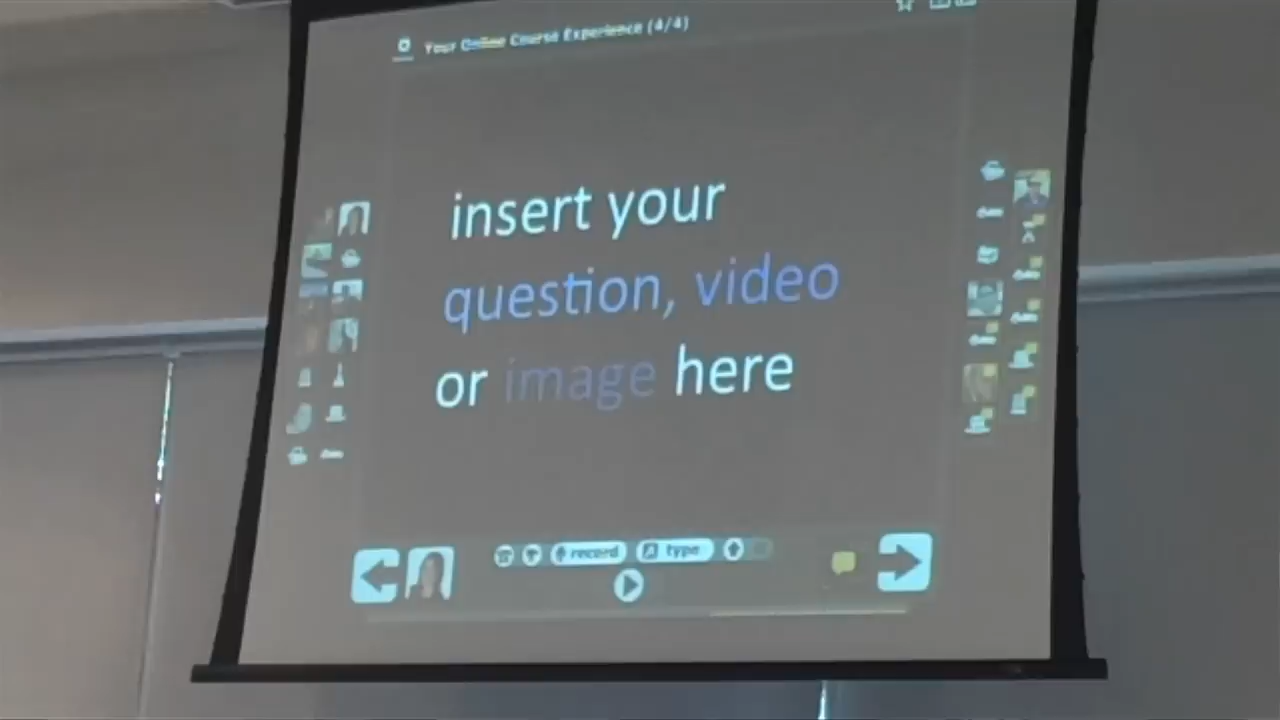 Your Online Course Experience (4/4)
insert your
question, video
or image here
record
type